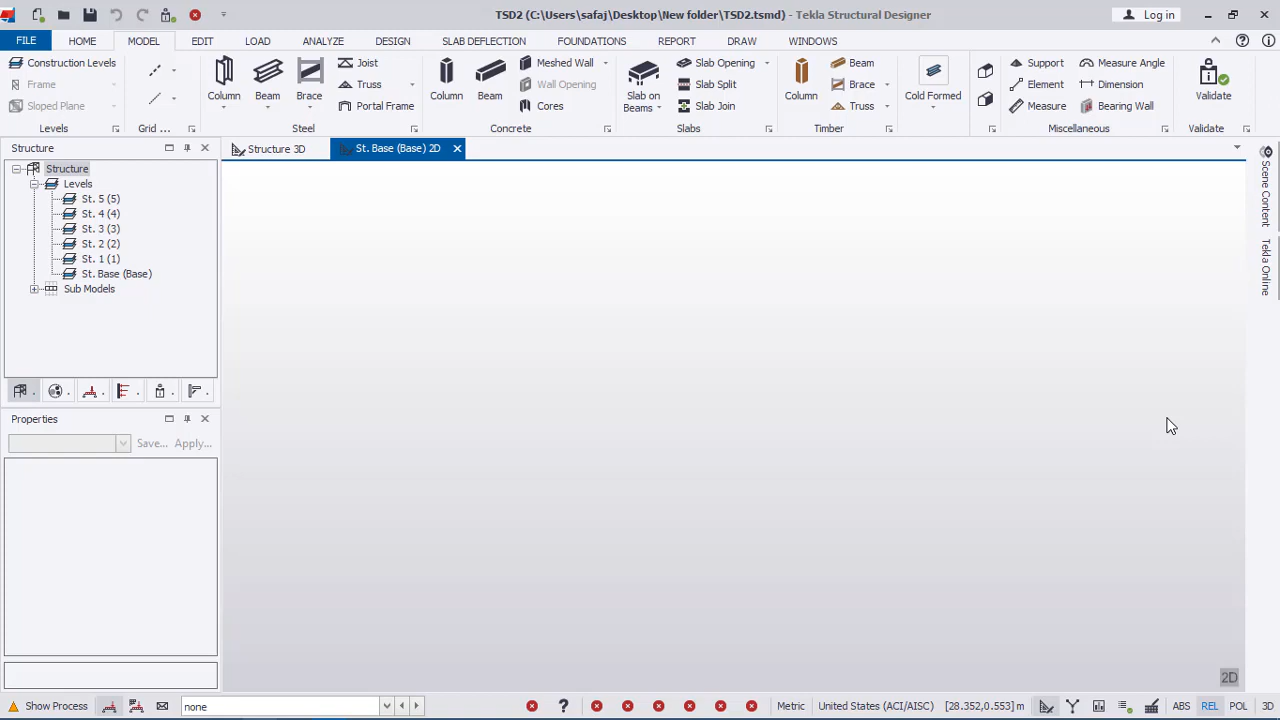 TSD2 (C:\Users\safaj\Desktop\New folder\TSD2.tsmd) - Tekla Structural Designer
Log in
FILE HOME MODEL EDIT LOAD ANALYZE DESIGN SLAB DEFLECTION FOUNDATIONS REPORT DRAW WINDOWS
Construction Levels
Frame
Sloped Plane
Levels
Grid ...
Column
Beam
Brace
Joist
Truss
Portal Frame
Steel
Column
Beam
Meshed Wall
Wall Opening
Cores
Concrete
Slab on
Beams
Slab Opening
Slab Split
Slab Join
Slabs
Column
Beam
Brace
Truss
Timber
Cold Formed
Support
Element
Measure
Measure Angle
Dimension
Bearing Wall
Miscellaneous
Validate
Validate
Structure
Structure 3D
St. Base (Base) 2D
Structure
Levels
St. 5 (5)
St. 4 (4)
St. 3 (3)
St. 2 (2)
St. 1 (1)
St. Base (Base)
Sub Models
Scene Content
Tekla Online
Properties
Save... Apply...
2D
Show Process
none
Metric
United States (ACI/AISC)
[28.352,0.553] m
ABS REL POL 3D